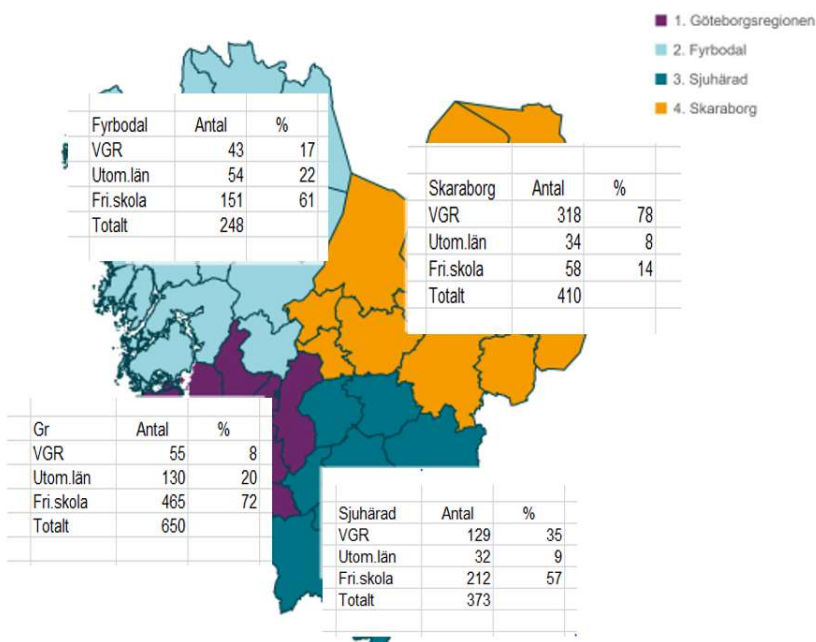 1. Göteborgsregionen
2. Fyrbodal
3. Sjuhärad
4. Skaraborg
Fyrbodal Antal %
VGR 43 17
Utom.län 54 22
Fri.skola 151 61
Totalt 248
Skaraborg Antal %
VGR 318 78
Utom.län 34 8
Fri.skola 58 14
Totalt 410
Gr Antal %
VGR 55 8
Utom.län 130 20
Fri.skola 465 72
Totalt 650
Sjuhärad Antal %
VGR 129 35
Utom.län 32 9
Fri.skola 212 57
Totalt 373